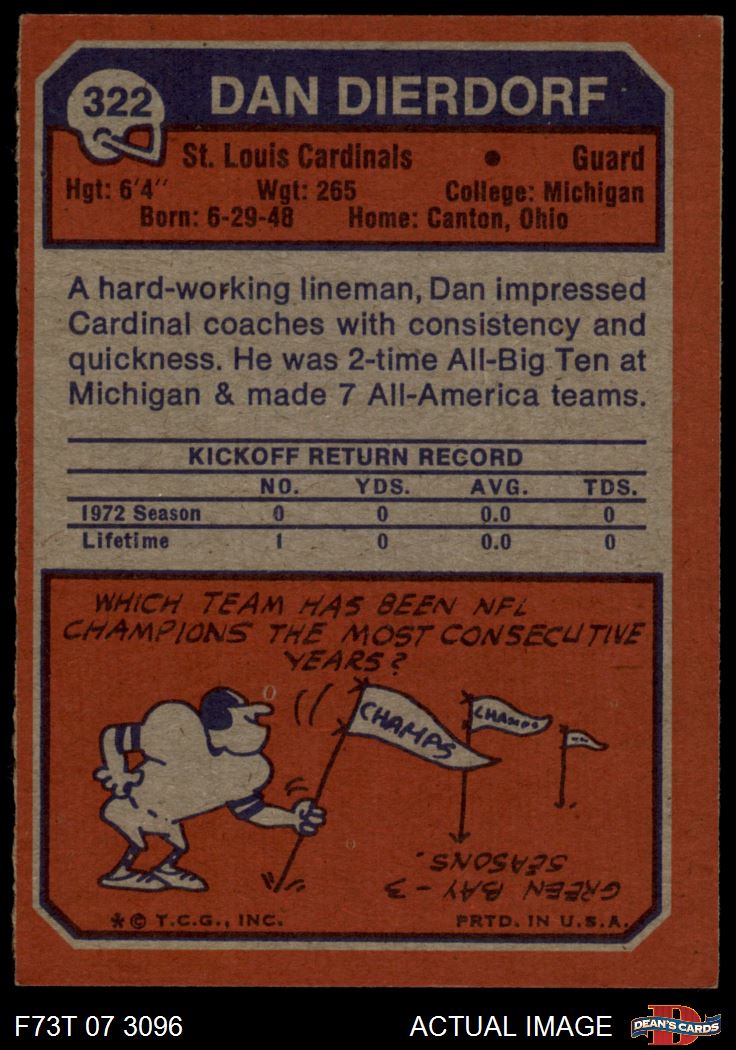 322 DAN DIERDORF
St. Louis Cardinals • Guard
Hgt: 6'4" Wgt: 265 College: Michigan
Born: 6-29-48 Home: Canton, Ohio
A hard-working lineman, Dan impressed
Cardinal coaches with consistency and
quickness. He was 2-time All-Big Ten at
Michigan & made 7 All-America teams.
KICKOFF RETURN RECORD
NO. YDS. AVG. TDS.
1972 Season 0 0 0.0 0
Lifetime 1 0 0.0 0
WHICH TEAM HAS BEEN NFL
CHAMPIONS THE MOST CONSECUTIVE
YEARS?
CHAMPS
CHAMPS
GREEN BAY - 3
SEASONS.
* © T.C.G., INC. PRTD. IN U.S.A.
F73T 07 3096 ACTUAL IMAGE DEAN'S CARDS